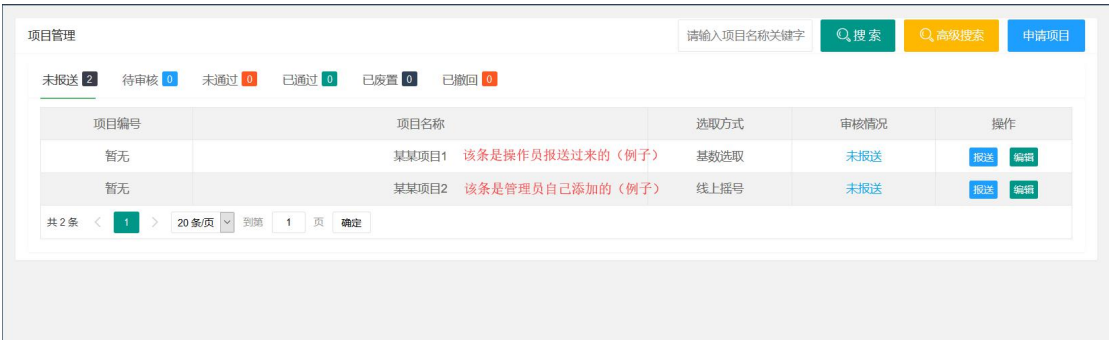 项目管理 请输入项目名称关键字 搜索 高级搜索 申请项目
未报送 2 待审核 0 未通过 0 已通过 0 已废置 0 已撤回 0
项目编号 项目名称 选取方式 审核情况 操作
暂无 某某项目1 该条是操作员报送过来的（例子） 基数选取 未报送 报送 编辑
暂无 某某项目2 该条是管理员自己添加的（例子） 线上摇号 未报送 报送 编辑
共 2 条 < 1 > 20 条/页 到第 1 页 确定